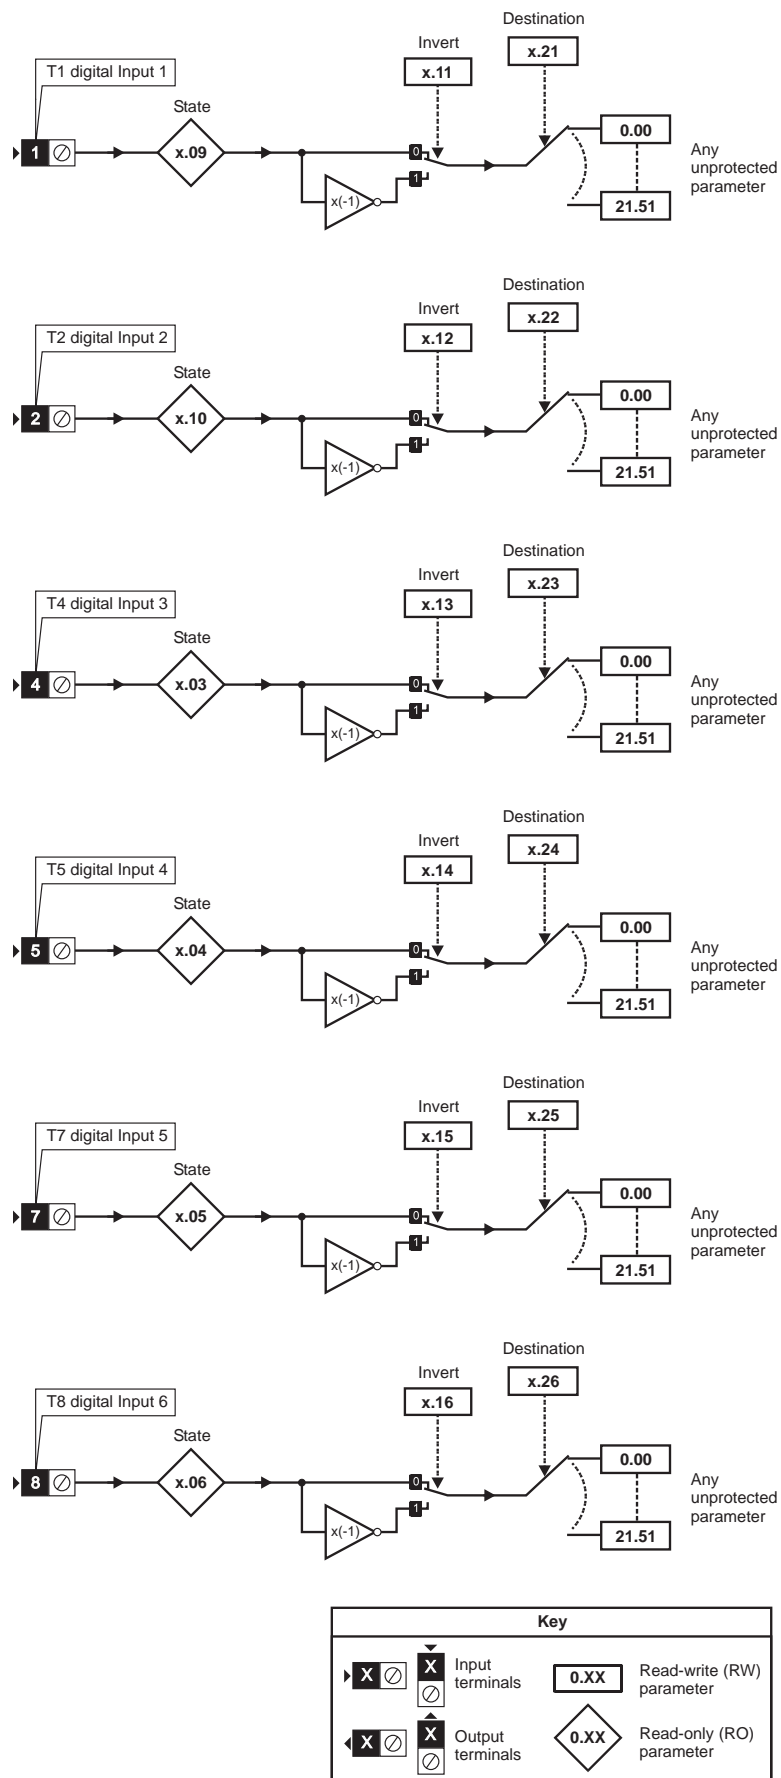 Destination
Invert
x.21
T1 digital Input 1
x.11
State
0.00
1
x.09
0
Any
unprotected
parameter
1
x(-1)
21.51
Destination
Invert
x.22
T2 digital Input 2
x.12
State
0.00
2
x.10
0
Any
unprotected
parameter
1
x(-1)
21.51
Destination
Invert
x.23
T4 digital Input 3
x.13
State
0.00
4
x.03
0
Any
unprotected
parameter
1
x(-1)
21.51
Destination
Invert
x.24
T5 digital Input 4
x.14
State
0.00
5
x.04
0
Any
unprotected
parameter
1
x(-1)
21.51
Destination
Invert
x.25
T7 digital Input 5
x.15
State
0.00
7
x.05
0
Any
unprotected
parameter
1
x(-1)
21.51
Destination
Invert
x.26
T8 digital Input 6
x.16
State
0.00
8
x.06
0
Any
unprotected
parameter
1
x(-1)
21.51
Key
X
X
Input
terminals
0.XX
Read-write (RW)
parameter
X
X
Output
terminals
0.XX
Read-only (RO)
parameter